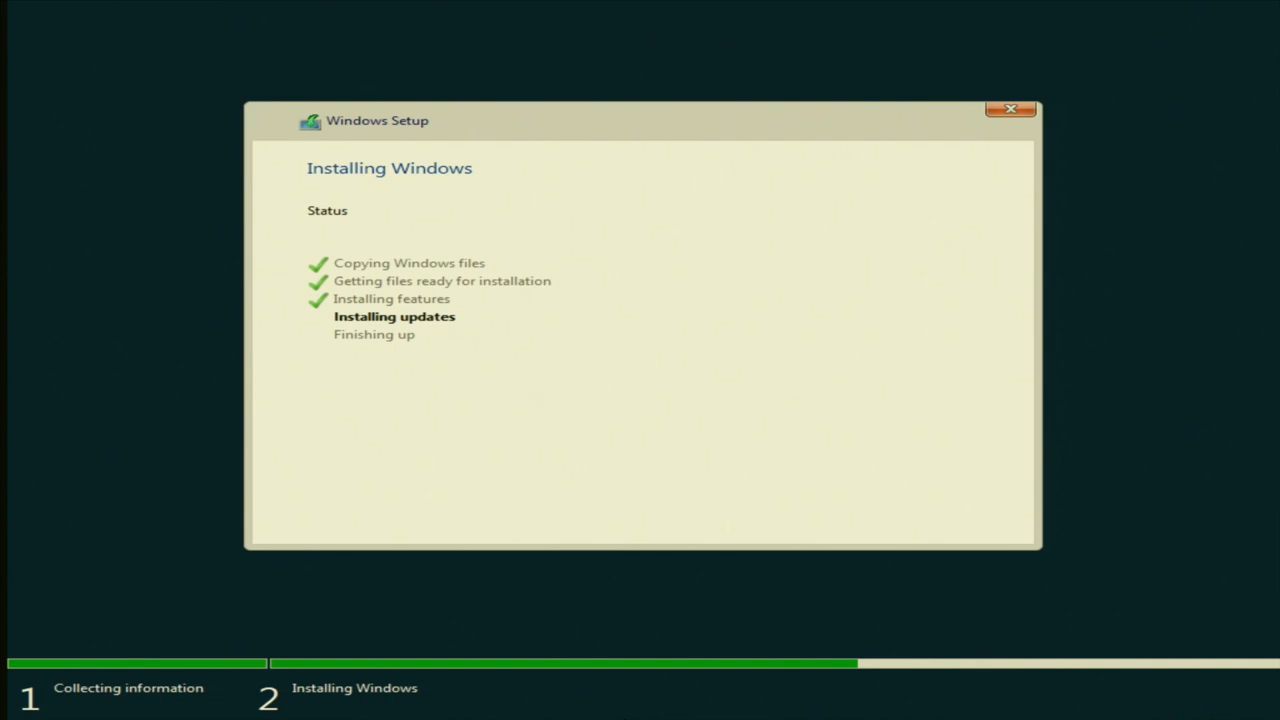 Windows Setup
Installing Windows
Status
Copying Windows files
Getting files ready for installation
Installing features
Installing updates
Finishing up
1 Collecting information
2 Installing Windows